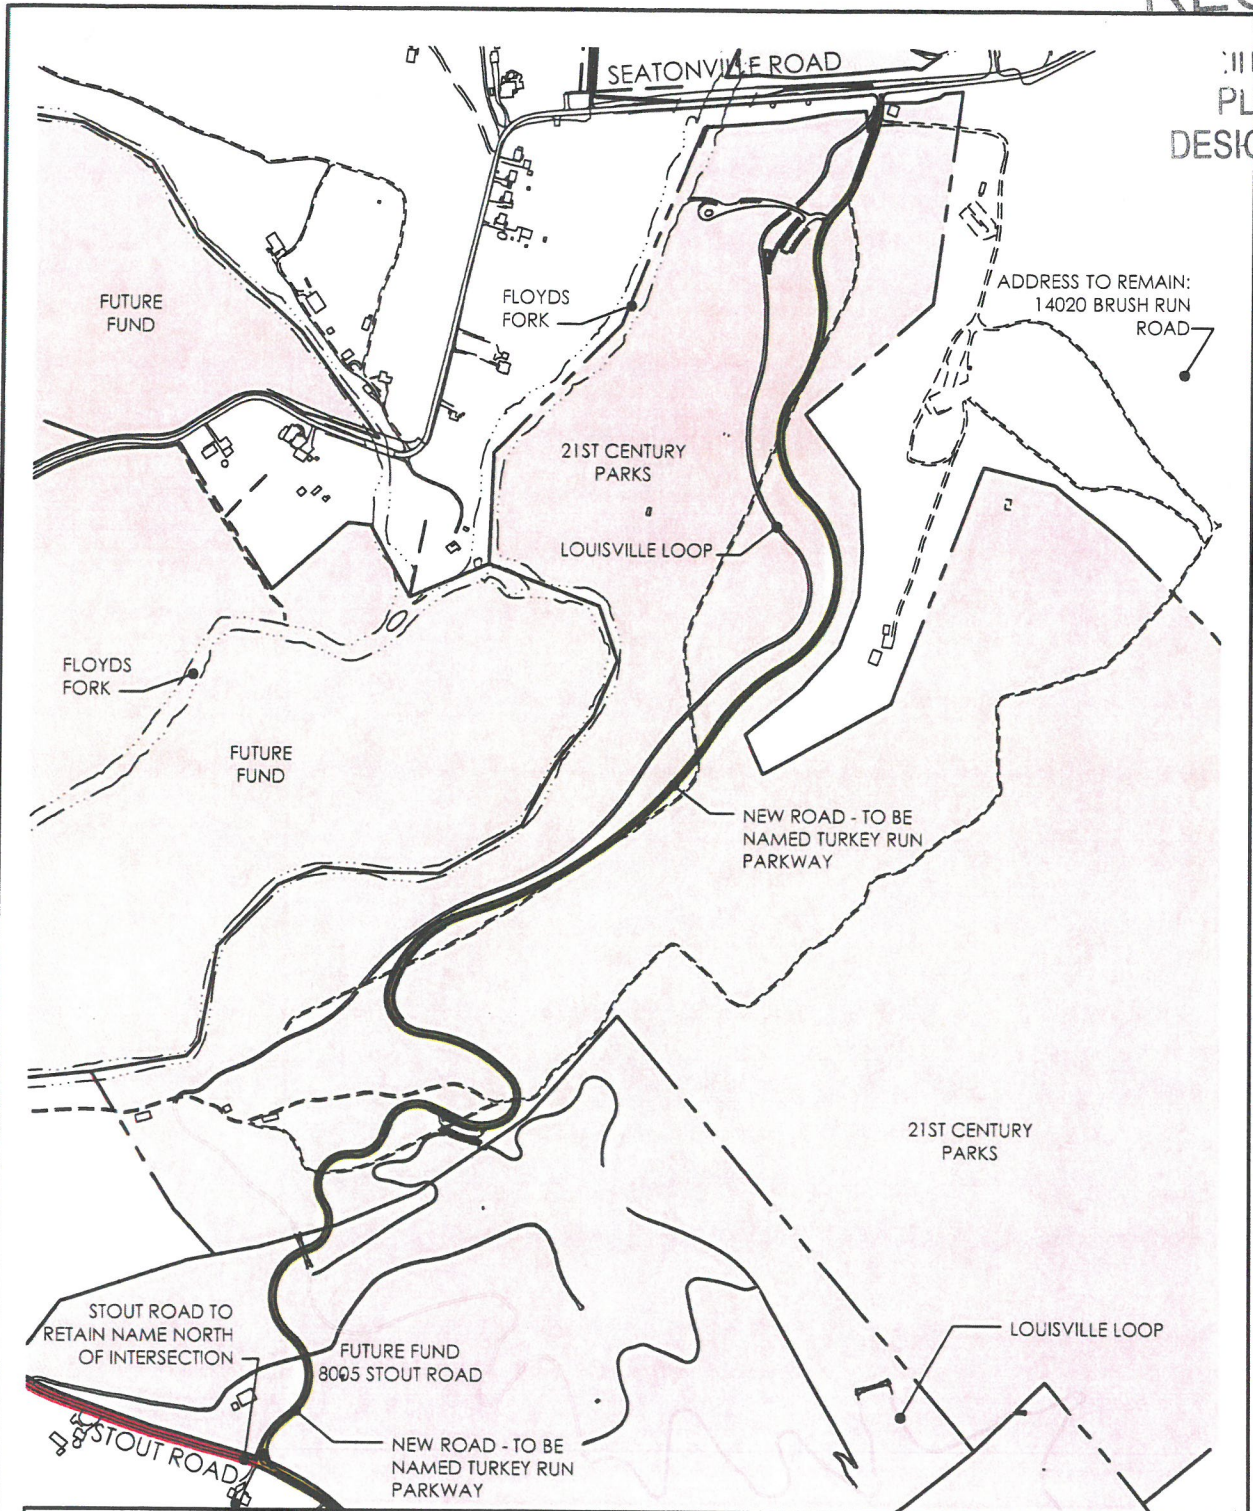 SEATONVILLE ROAD
PL
FUTURE
FUND
FLOYDS
FORK
ADDRESS TO REMAIN:
14020 BRUSH RUN
ROAD
21ST CENTURY
PARKS
LOUISVILLE LOOP
FLOYDS
FORK
FUTURE
FUND
NEW ROAD - TO BE
NAMED TURKEY RUN
PARKWAY
21ST CENTURY
PARKS
STOUT ROAD TO
RETAIN NAME NORTH
OF INTERSECTION
FUTURE FUND
8005 STOUT ROAD
LOUISVILLE LOOP
STOUT ROAD
NEW ROAD - TO BE
NAMED TURKEY RUN
PARKWAY